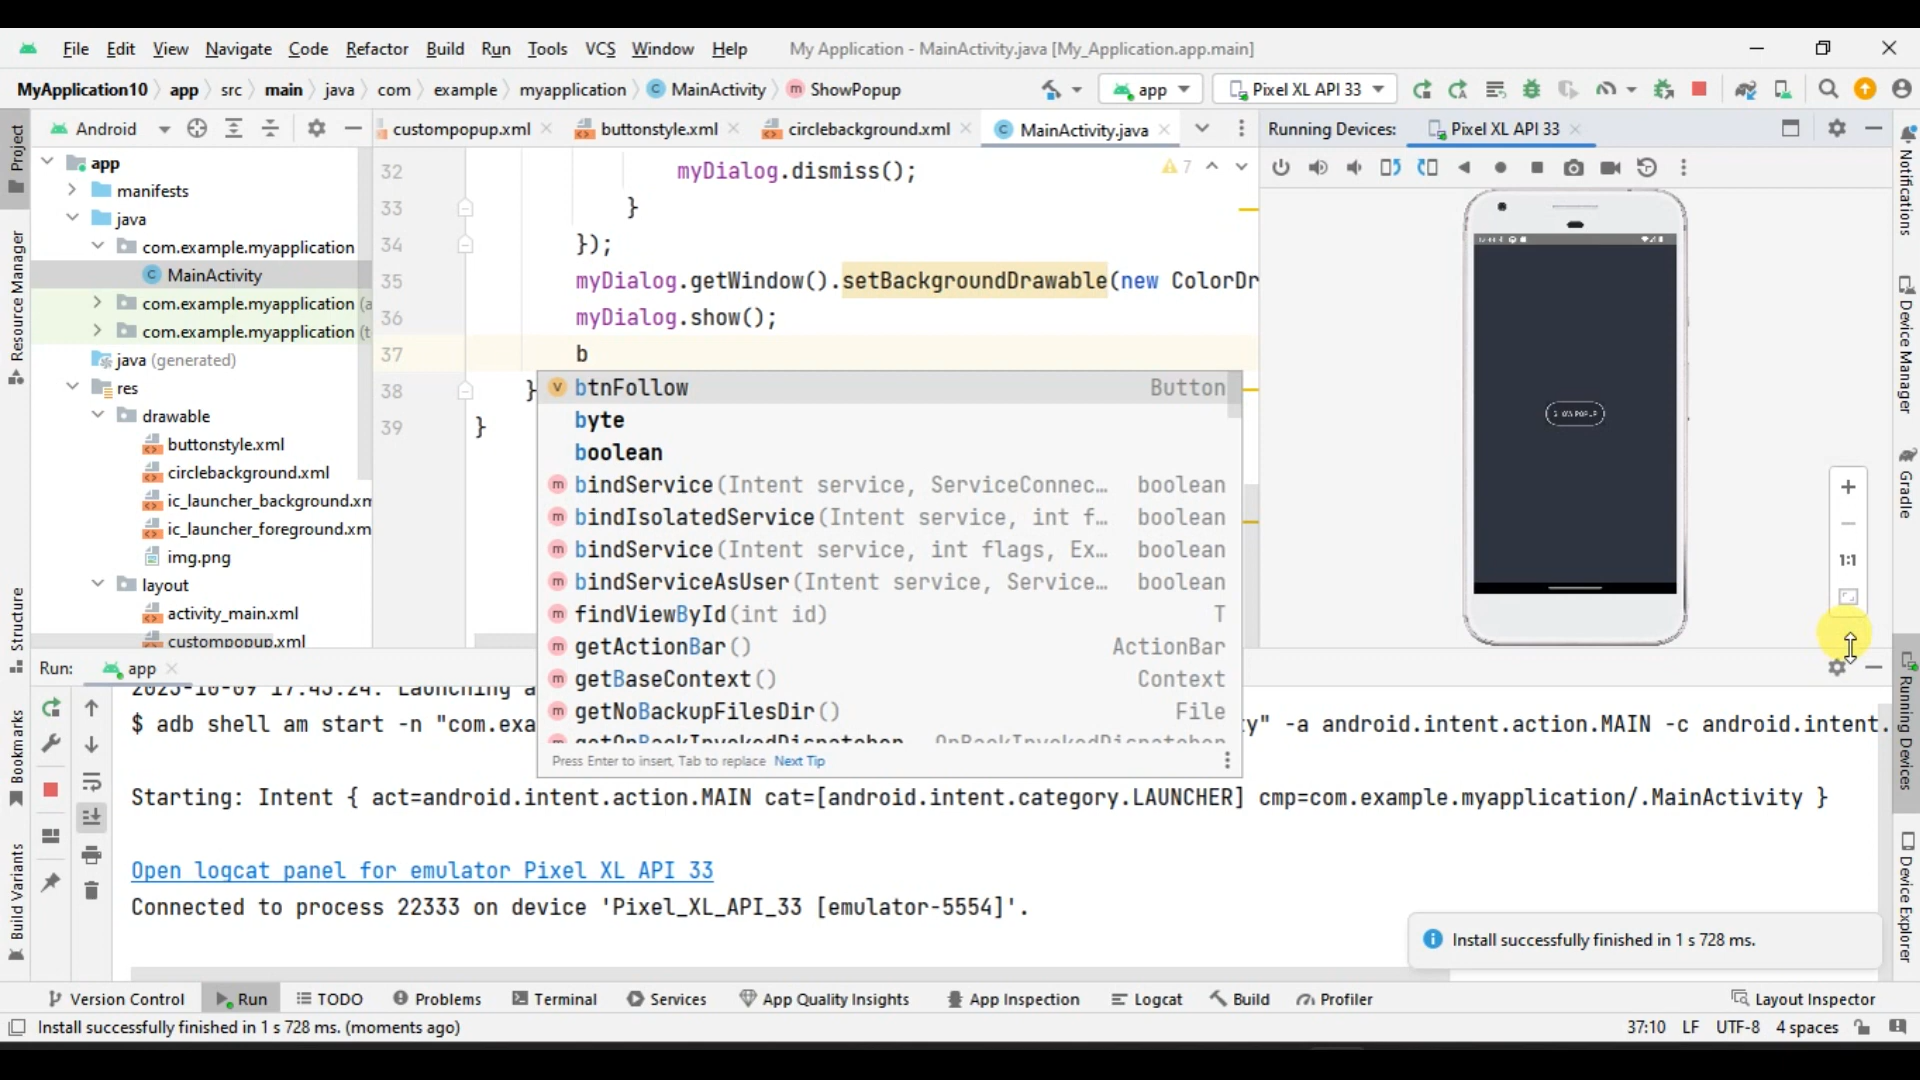 File Edit View Navigate Code Refactor Build Run Tools VCS Window Help My Application - MainActivity.java [My_Application.app.main]
MyApplication10 app src main java com example myapplication MainActivity ShowPopup app Pixel XL API 33
Android custompopup.xml buttonstyle.xml circlebackground.xml MainActivity.java Running Devices: Pixel XL API 33
Project
Resource Manager
Structure
Bookmarks
Build Variants
app
manifests
java
com.example.myapplication
MainActivity
com.example.myapplication (a
com.example.myapplication (t
java (generated)
res
drawable
buttonstyle.xml
circlebackground.xml
ic_launcher_background.xm
ic_launcher_foreground.xm
img.png
layout
activity_main.xml
custompopup.xml
32 myDialog.dismiss();
7
33 }
34 });
35 myDialog.getWindow().setBackgroundDrawable(new ColorDr
36 myDialog.show();
37 b
38 }
39 }
btnFollow Button
byte
boolean
bindService(Intent service, ServiceConnec... boolean
bindIsolatedService(Intent service, int f... boolean
bindService(Intent service, int flags, Ex... boolean
bindServiceAsUser(Intent service, Service... boolean
findViewById(int id) T
getActionBar() ActionBar
getBaseContext() Context
getNoBackupFilesDir() File
getOnBackInvokedDispatcher OnBackInvokedDispatcher
Press Enter to insert, Tab to replace Next Tip
1:1
Notifications
Device Manager
Gradle
Running Devices
Device Explorer
Run: app
$ adb shell am start -n "com.exa y" -a android.intent.action.MAIN -c android.intent.
Starting: Intent { act=android.intent.action.MAIN cat=[android.intent.category.LAUNCHER] cmp=com.example.myapplication/.MainActivity }
Open logcat panel for emulator Pixel XL API 33
Connected to process 22333 on device 'Pixel_XL_API_33 [emulator-5554]'.
Install successfully finished in 1 s 728 ms.
Version Control Run TODO Problems Terminal Services App Quality Insights App Inspection Logcat Build Profiler Layout Inspector
Install successfully finished in 1 s 728 ms. (moments ago) 37:10 LF UTF-8 4 spaces